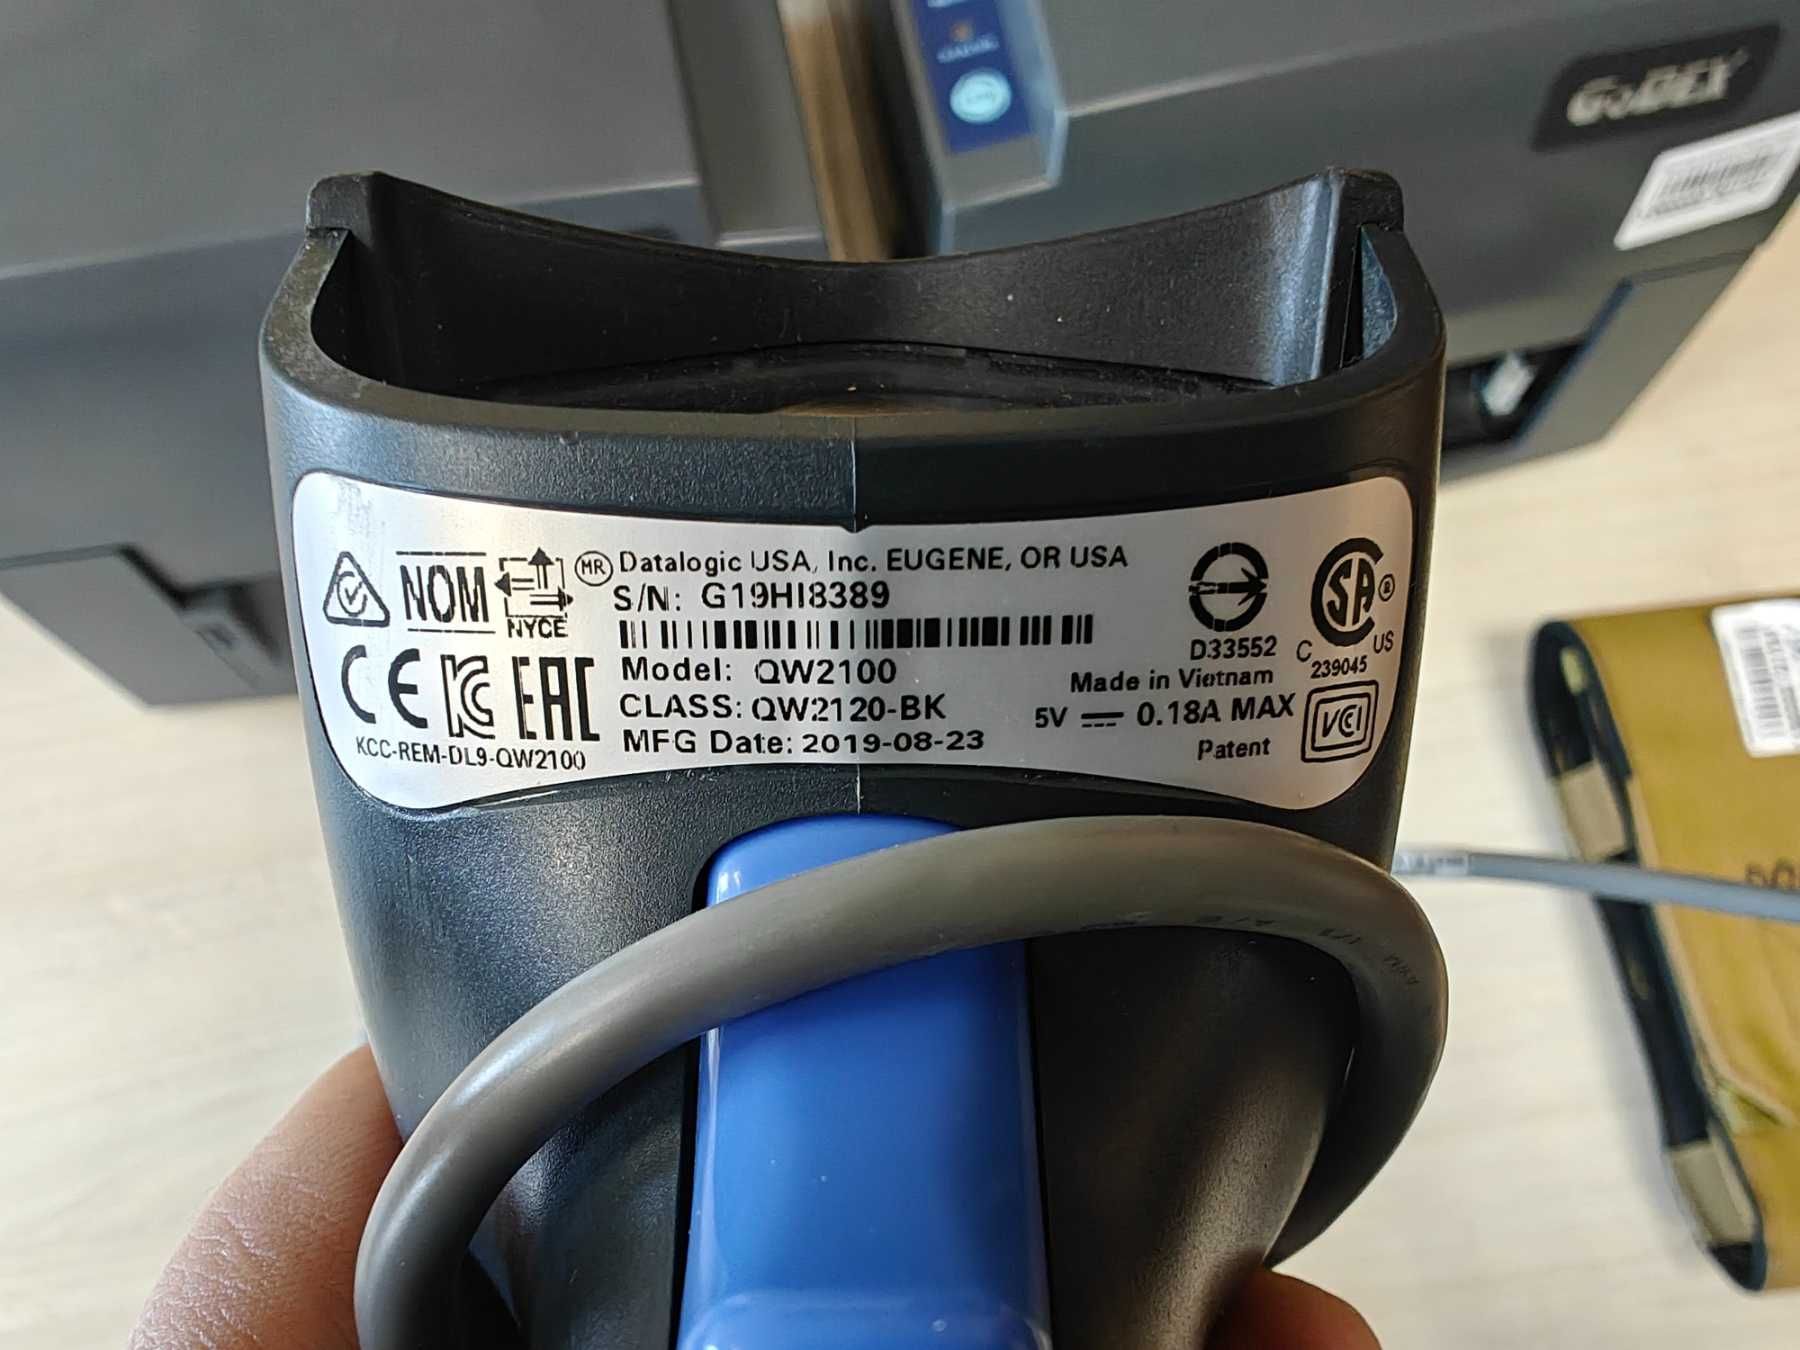 GoDEX
Datalogic USA, Inc. EUGENE, OR USA
S/N: G19HI8389
Model: QW2100
CLASS: QW2120-BK
MFG Date: 2019-08-23
NOM
NYCE
MR
CE
EAC
KCC-REM-DL9-QW2100
D33552
SA
®
C US
239045
Made in Vietnam
5V 0.18A MAX
Patent
VCI